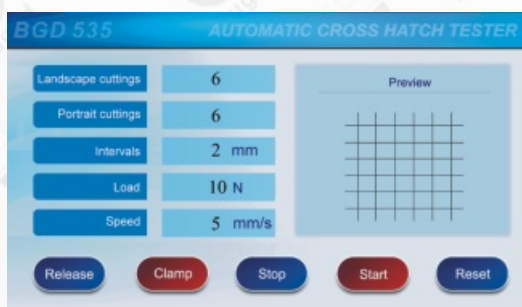 BGD 535 AUTOMATIC CROSS HATCH TESTER
Landscape cuttings 6
Portrait cuttings 6
Intervals 2 mm
Load 10 N
Speed 5 mm/s
Preview
Release Clamp Stop Start Reset